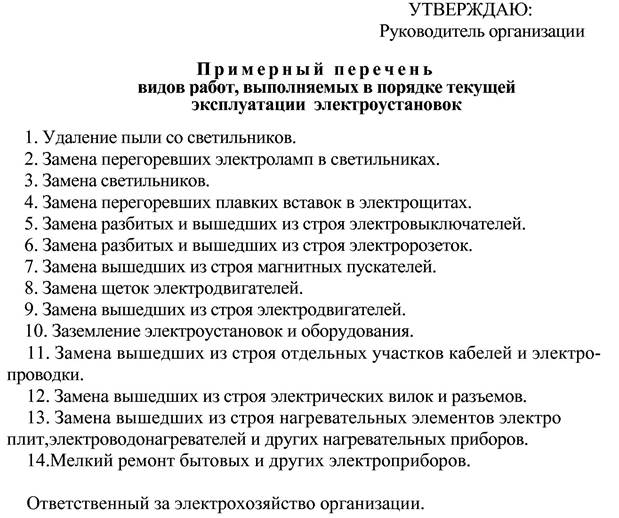 УТВЕРЖДАЮ:
Руководитель организации
Примерный перечень
видов работ, выполняемых в порядке текущей
эксплуатации электроустановок
1. Удаление пыли со светильников.
2. Замена перегоревших электроламп в светильниках.
3. Замена светильников.
4. Замена перегоревших плавких вставок в электрощитах.
5. Замена разбитых и вышедших из строя электровыключателей.
6. Замена разбитых и вышедших из строя электророзеток.
7. Замена вышедших из строя магнитных пускателей.
8. Замена щеток электродвигателей.
9. Замена вышедших из строя электродвигателей.
10. Заземление электроустановок и оборудования.
11. Замена вышедших из строя отдельных участков кабелей и электро-
проводки.
12. Замена вышедших из строя электрических вилок и разъемов.
13. Замена вышедших из строя нагревательных элементов электро
плит,электроводонагревателей и других нагревательных приборов.
14.Мелкий ремонт бытовых и других электроприборов.
Ответственный за электрохозяйство организации.